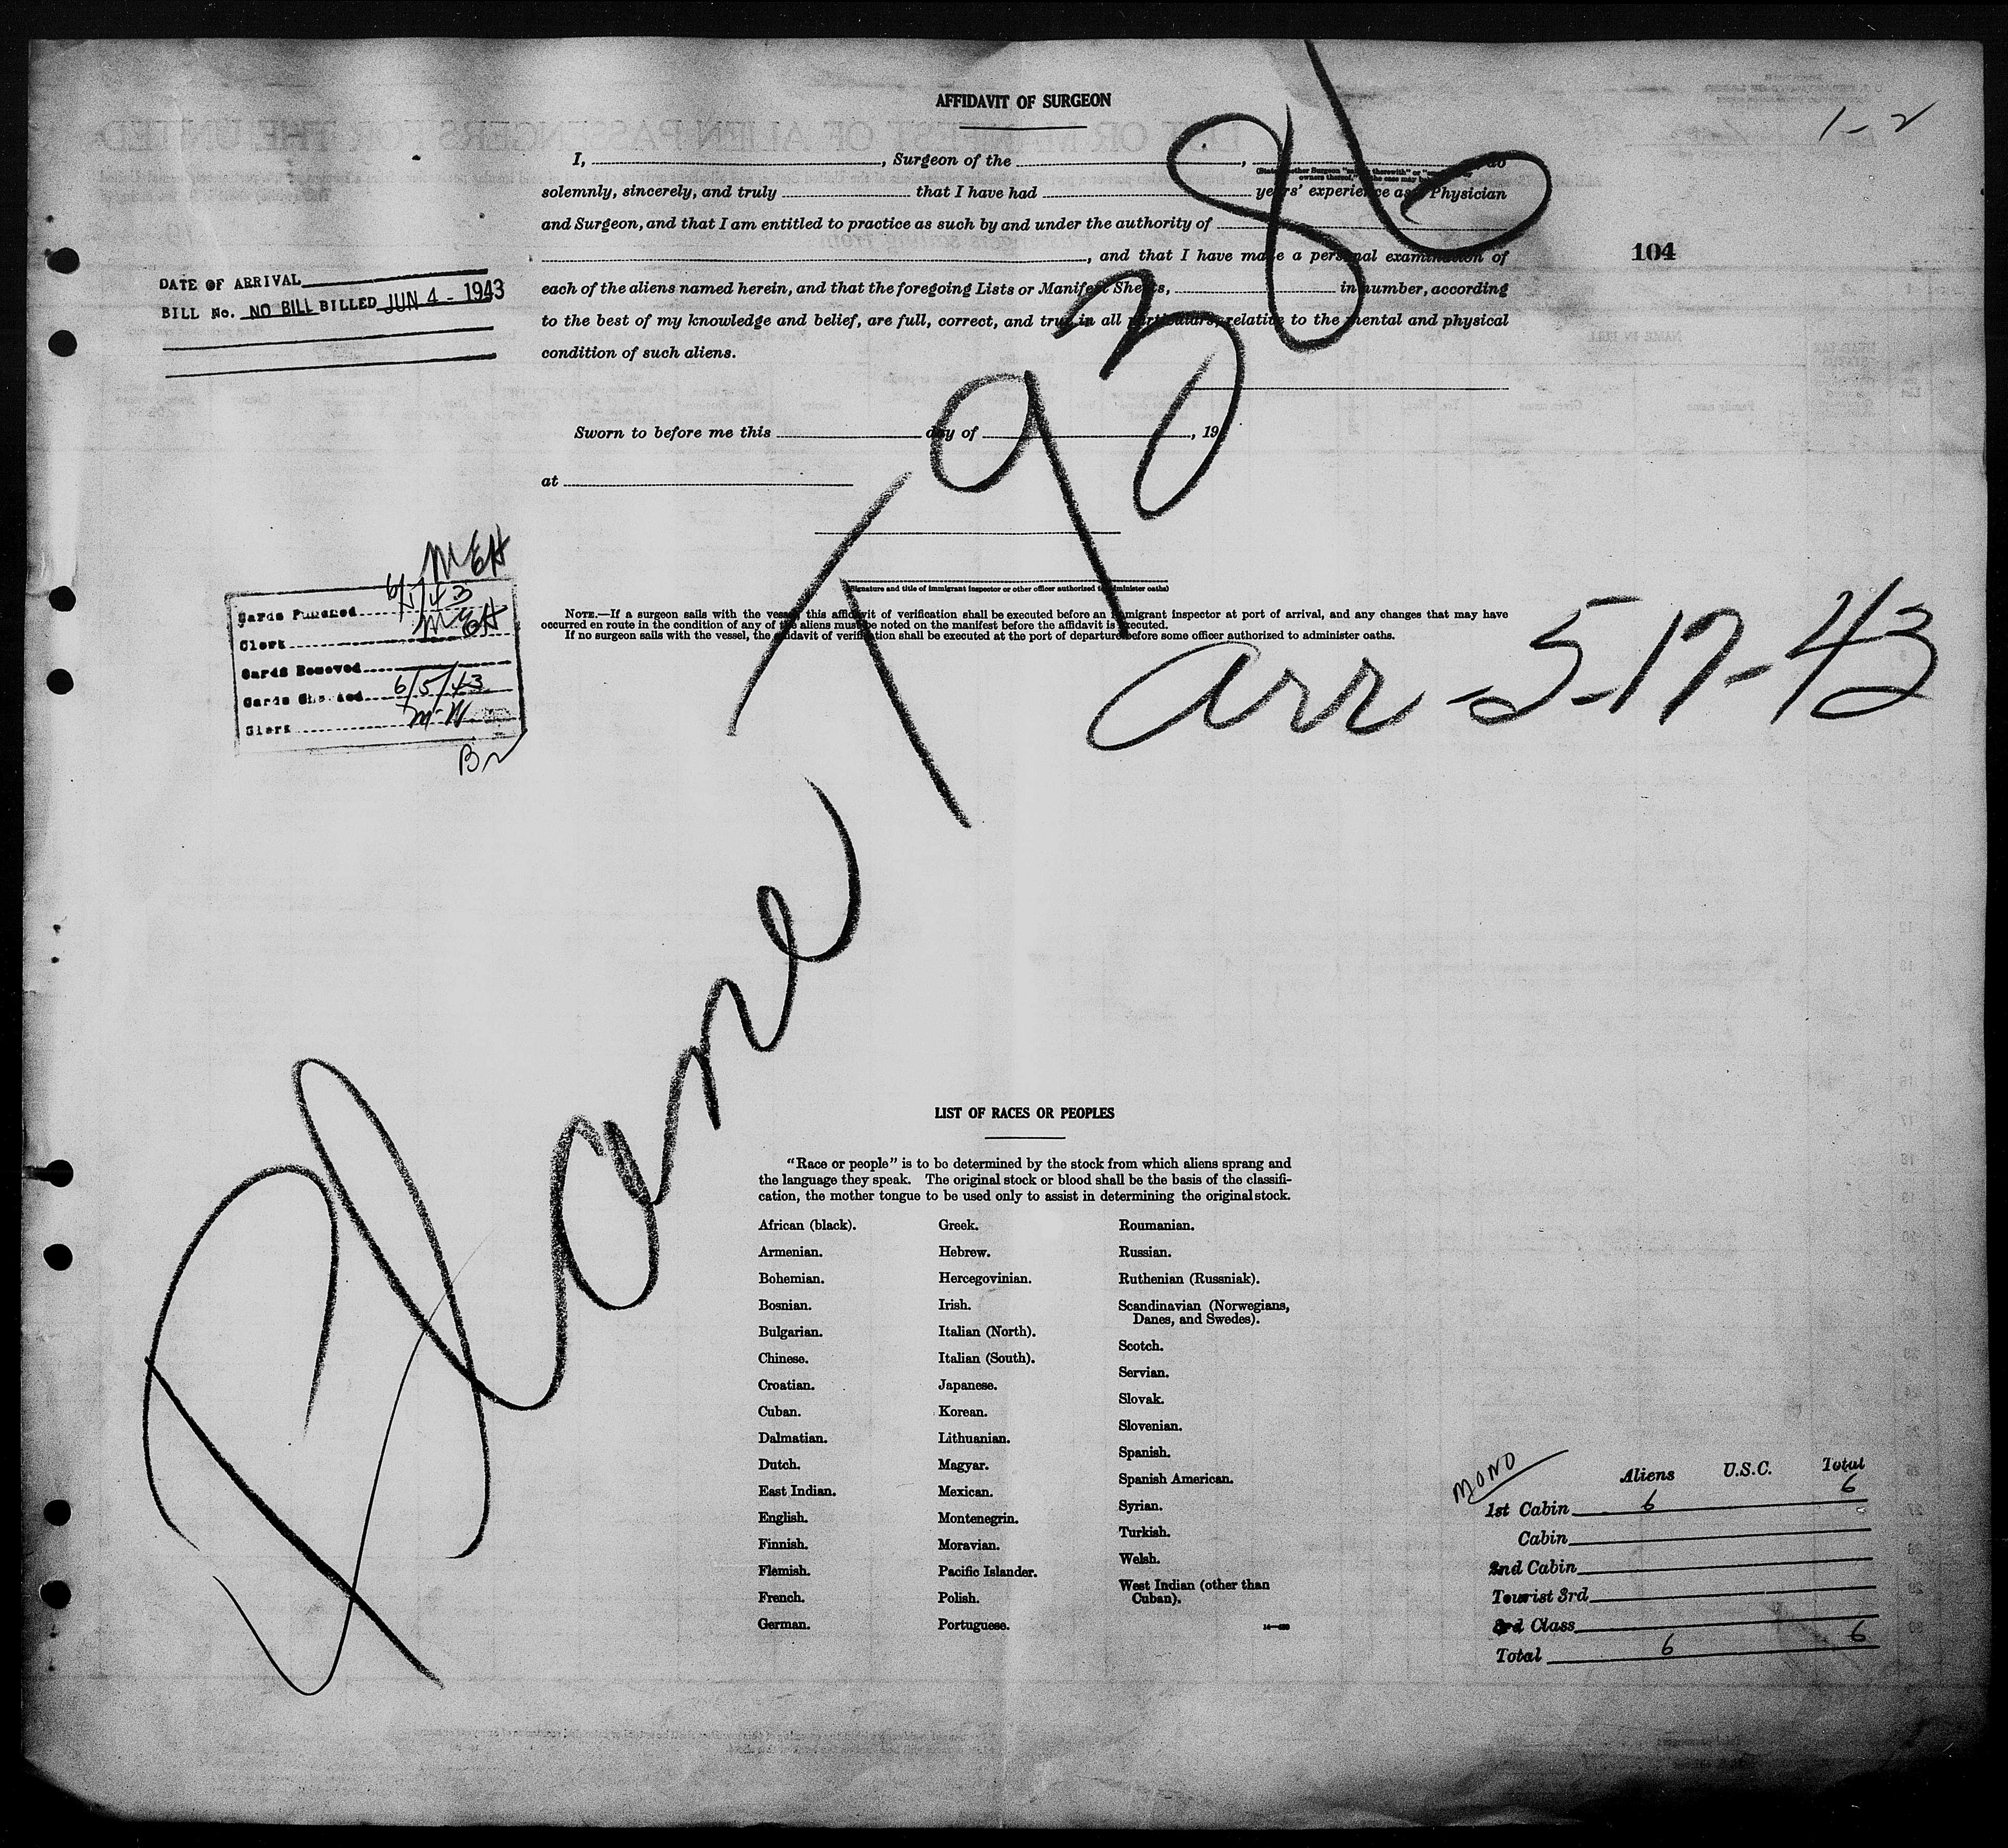 AFFIDAVIT OF SURGEON
1-2
I, , Surgeon of the , do
solemnly, sincerely, and truly that I have had years' experience as Physician
and Surgeon, and that I am entitled to practice as such by and under the authority of
, and that I have made a personal examination of
each of the aliens named herein, and that the foregoing Lists or Manifest Sheets, in number, according
to the best of my knowledge and belief, are full, correct, and true in all particulars, relative to the mental and physical
condition of such aliens.
104
DATE OF ARRIVAL
BILL No. NO BILL BILLED JUN 4 - 1943
Sworn to before me this day of , 19
at
(Signature and title of immigrant inspector or other officer authorized to administer oaths)
NOTE.—If a surgeon sails with the vessel, this affidavit of verification shall be executed before an immigrant inspector at port of arrival, and any changes that may have
occurred en route in the condition of any of the aliens must be noted on the manifest before the affidavit is executed.
If no surgeon sails with the vessel, the affidavit of verification shall be executed at the port of departure before some officer authorized to administer oaths.
MEH
Cards Punched 6/5/43
Clerk MEH
Cards Removed
Cards Checked 6/5/43
Clerk M.W.
Plane
arr-5-17-43
LIST OF RACES OR PEOPLES
"Race or people" is to be determined by the stock from which aliens sprang and
the language they speak. The original stock or blood shall be the basis of the classifi-
cation, the mother tongue to be used only to assist in determining the original stock.
African (black).
Armenian.
Bohemian.
Bosnian.
Bulgarian.
Chinese.
Croatian.
Cuban.
Dalmatian.
Dutch.
East Indian.
English.
Finnish.
Flemish.
French.
German.
Greek.
Hebrew.
Hercegovinian.
Irish.
Italian (North).
Italian (South).
Japanese.
Korean.
Lithuanian.
Magyar.
Mexican.
Montenegrin.
Moravian.
Pacific Islander.
Polish.
Portuguese.
Roumanian.
Russian.
Ruthenian (Russniak).
Scandinavian (Norwegians,
Danes, and Swedes).
Scotch.
Servian.
Slovak.
Slovenian.
Spanish.
Spanish American.
Syrian.
Turkish.
Welsh.
West Indian (other than
Cuban).
MONO
Aliens U.S.C. Total
1st Cabin 6 6
Cabin
2nd Cabin
Tourist 3rd
3rd Class
Total 6 6